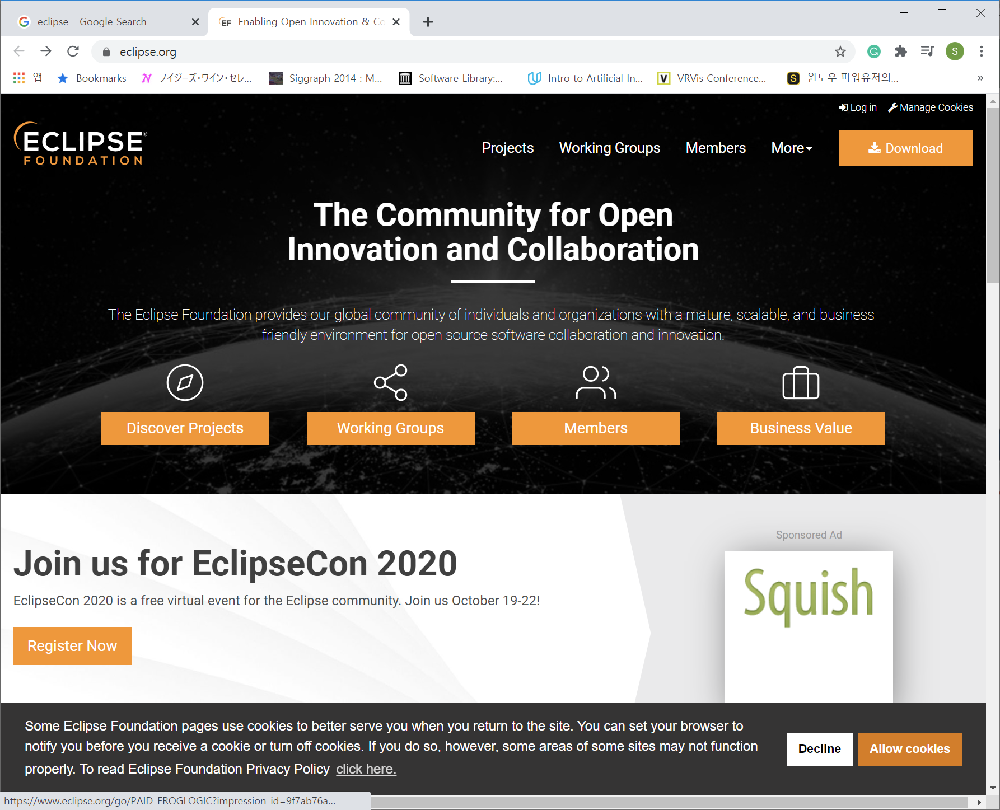 eclipse - Google Search
EF Enabling Open Innovation & Co
eclipse.org
S
앱
Bookmarks
ノイジーズ・ワイン・セレ...
Siggraph 2014 : M...
Software Library:...
Intro to Artificial In...
V VRVis Conference...
S 윈도우 파워유저의...
»
Log in
Manage Cookies
ECLIPSE®
FOUNDATION
Projects
Working Groups
Members
More
Download
The Community for Open
Innovation and Collaboration
The Eclipse Foundation provides our global community of individuals and organizations with a mature, scalable, and business-
friendly environment for open source software collaboration and innovation.
Discover Projects
Working Groups
Members
Business Value
Join us for EclipseCon 2020
EclipseCon 2020 is a free virtual event for the Eclipse community. Join us October 19-22!
Register Now
Sponsored Ad
Squish
Some Eclipse Foundation pages use cookies to better serve you when you return to the site. You can set your browser to
notify you before you receive a cookie or turn off cookies. If you do so, however, some areas of some sites may not function
properly. To read Eclipse Foundation Privacy Policy click here.
Decline
Allow cookies
https://www.eclipse.org/go/PAID_FROGLOGIC?impression_id=9f7ab76a...